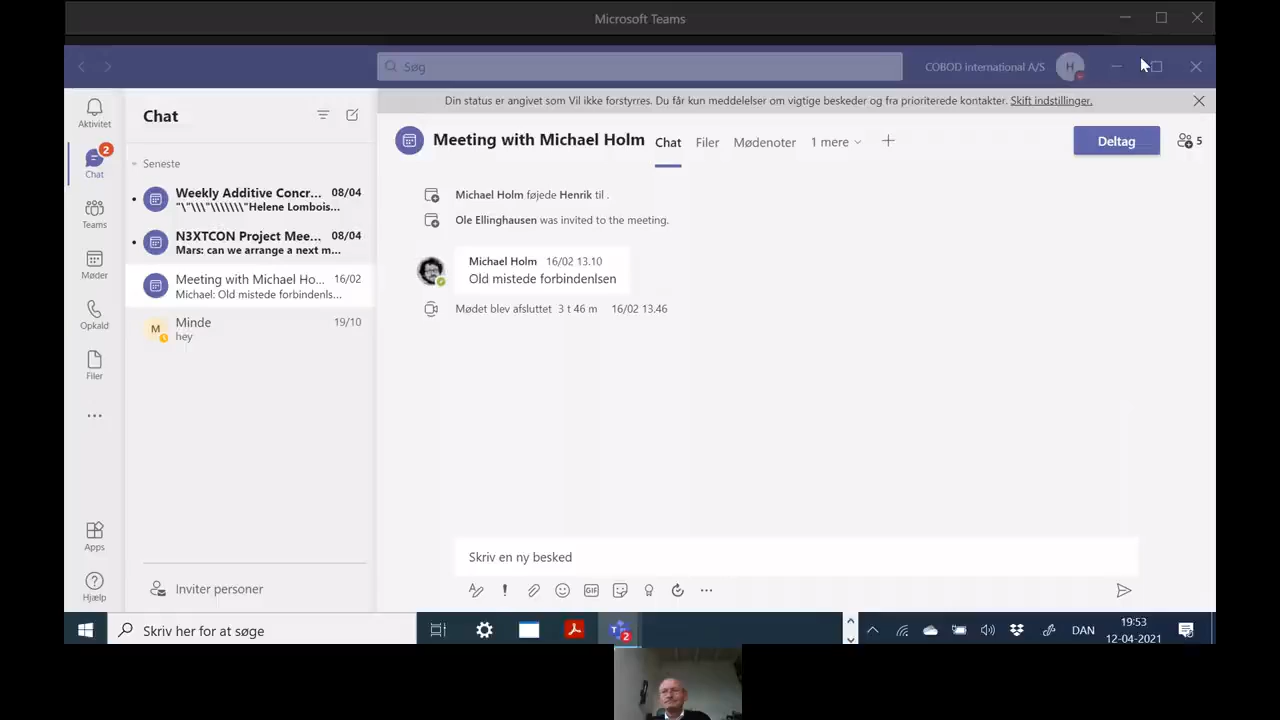 Microsoft Teams
Søg
COBOD international A/S
H
Din status er angivet som Vil ikke forstyrres. Du får kun meddelelser om vigtige beskeder og fra prioriterede kontakter. Skift indstillinger.
Aktivitet
2
Chat
Teams
Møder
Opkald
Filer
Apps
Hjælp
Chat
Seneste
Weekly Additive Concr... 08/04
"\"\\\"\\\\\\\"Helene Lombois...
N3XTCON Project Mee... 08/04
Mars: can we arrange a next m...
Meeting with Michael Ho... 16/02
Michael: Old mistede forbindenls...
M
Minde 19/10
hey
Inviter personer
Meeting with Michael Holm Chat Filer Mødenoter 1 mere
Deltag
5
Michael Holm føjede Henrik til .
Ole Ellinghausen was invited to the meeting.
Michael Holm 16/02 13.10
Old mistede forbindenlsen
Mødet blev afsluttet 3 t 46 m 16/02 13.46
Skriv en ny besked
GIF
Skriv her for at søge
2
DAN
19:53
12-04-2021